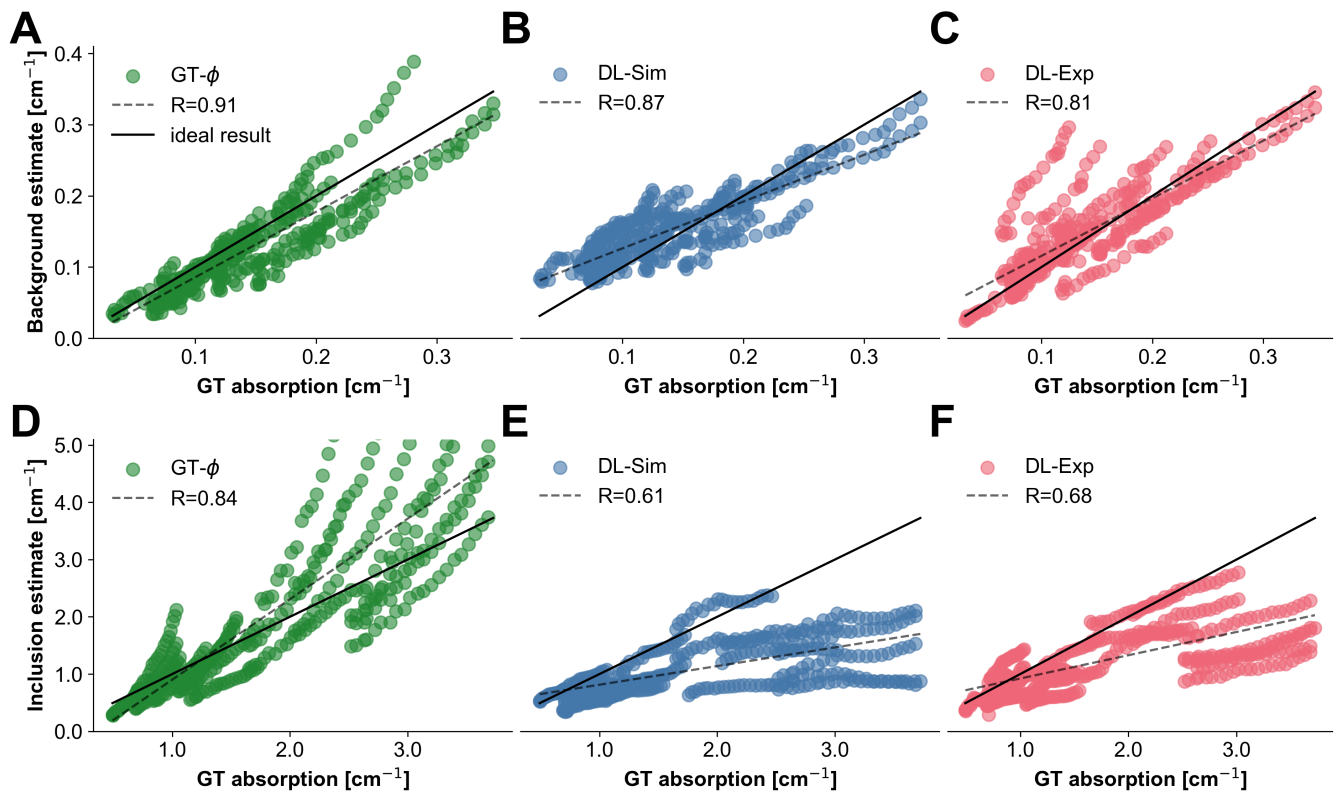 A
Background estimate [cm⁻¹]
0.4
0.3
0.2
0.1
0.0
GT-ϕ
R=0.91
ideal result
0.1 0.2 0.3
GT absorption [cm⁻¹]
B
DL-Sim
R=0.87
0.1 0.2 0.3
GT absorption [cm⁻¹]
C
DL-Exp
R=0.81
0.1 0.2 0.3
GT absorption [cm⁻¹]
D
Inclusion estimate [cm⁻¹]
5.0
4.0
3.0
2.0
1.0
0.0
GT-ϕ
R=0.84
1.0 2.0 3.0
GT absorption [cm⁻¹]
E
DL-Sim
R=0.61
1.0 2.0 3.0
GT absorption [cm⁻¹]
F
DL-Exp
R=0.68
1.0 2.0 3.0
GT absorption [cm⁻¹]